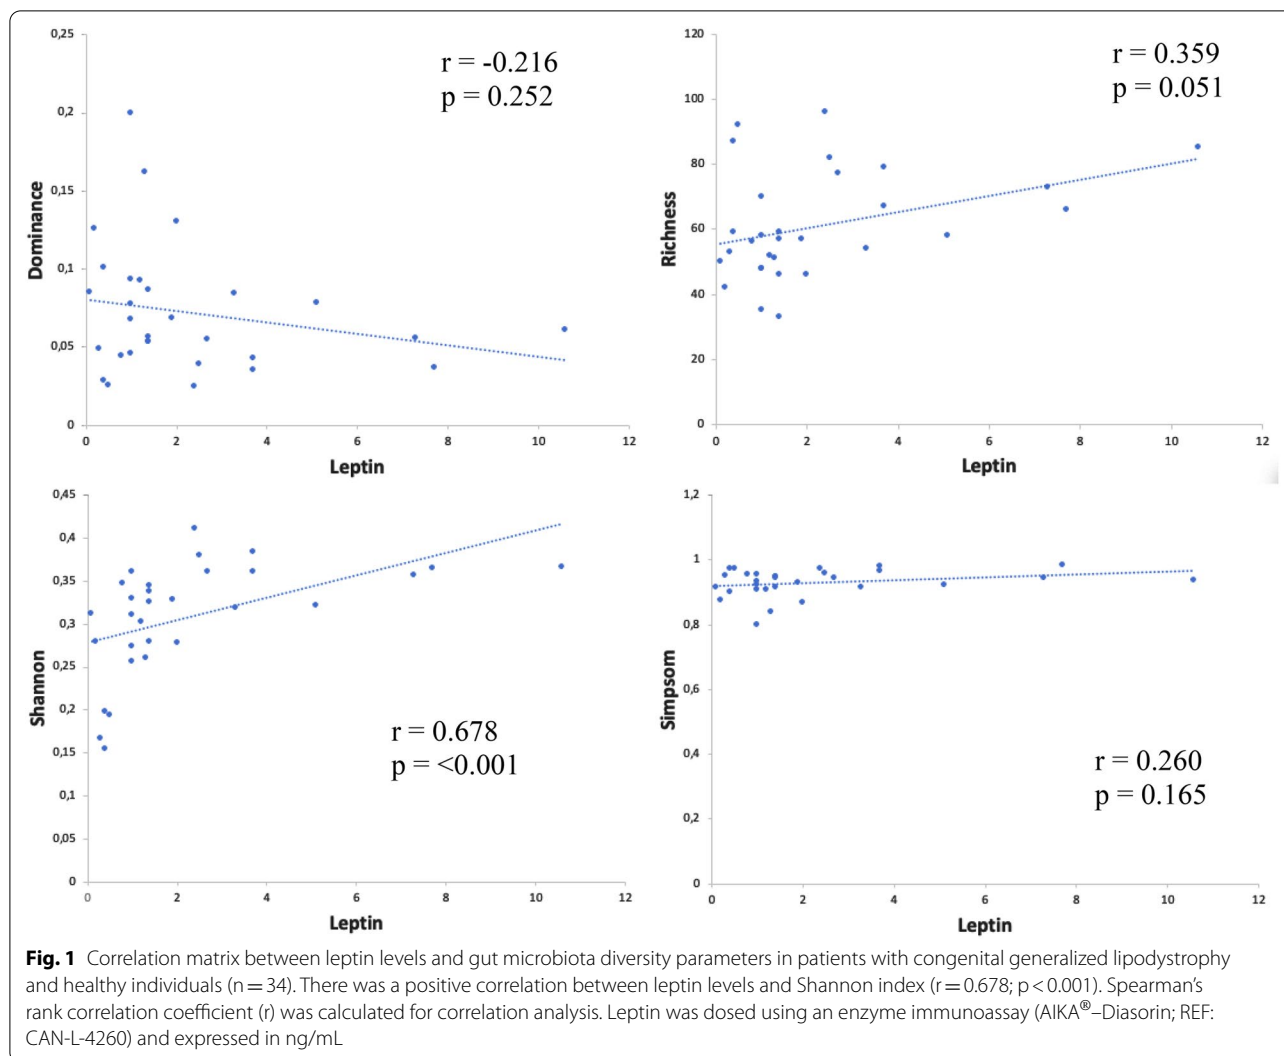 0,25
0,2
0,15
0,1
0,05
0
Dominance
r = -0.216
p = 0.252
0 2 4 6 8 10 12
Leptin
120
100
80
60
40
20
0
Richness
r = 0.359
p = 0.051
0 2 4 6 8 10 12
Leptin
0,45
0,4
0,35
0,3
0,25
0,2
0,15
0,1
0,05
0
Shannon
r = 0.678
p = <0.001
0 2 4 6 8 10 12
Leptin
1,2
1
0,8
0,6
0,4
0,2
0
Simpsom
r = 0.260
p = 0.165
0 2 4 6 8 10 12
Leptin
Fig. 1 Correlation matrix between leptin levels and gut microbiota diversity parameters in patients with congenital generalized lipodystrophy
and healthy individuals (n = 34). There was a positive correlation between leptin levels and Shannon index (r = 0.678; p < 0.001). Spearman's
rank correlation coefficient (r) was calculated for correlation analysis. Leptin was dosed using an enzyme immunoassay (AIKA®–Diasorin; REF:
CAN-L-4260) and expressed in ng/mL